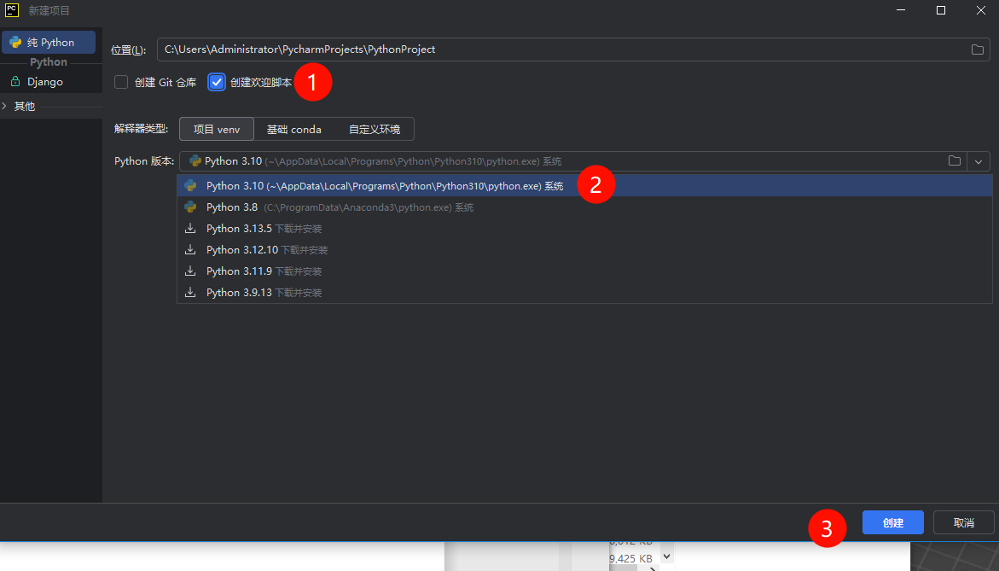 PC 新建项目
纯 Python
Python
Django
其他
位置(L): C:\Users\Administrator\PycharmProjects\PythonProject
创建 Git 仓库 创建欢迎脚本 1
解释器类型: 项目 venv 基础 conda 自定义环境
Python 版本: Python 3.10 (~\AppData\Local\Programs\Python\Python310\python.exe) 系统
Python 3.10 (~\AppData\Local\Programs\Python\Python310\python.exe) 系统 2
Python 3.8 (C:\ProgramData\Anaconda3\python.exe) 系统
Python 3.13.5 下载并安装
Python 3.12.10 下载并安装
Python 3.11.9 下载并安装
Python 3.9.13 下载并安装
3 创建 取消
9,425 KB